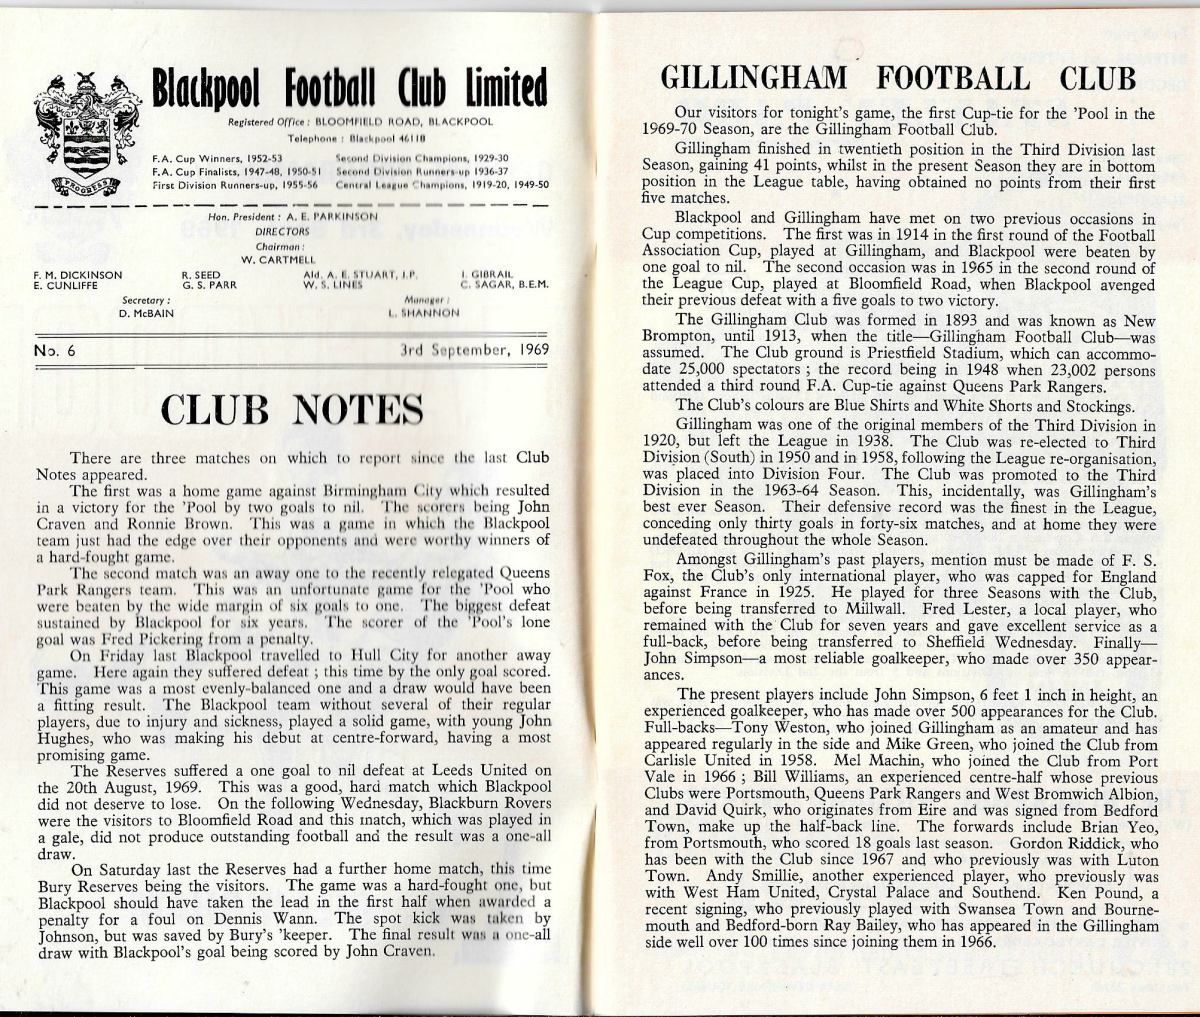 Blackpool Football Club Limited
Registered Office : BLOOMFIELD ROAD, BLACKPOOL
Telephone : Blackpool 46118
PROGRESS
F.A. Cup Winners, 1952-53 Second Division Champions, 1929-30
F.A. Cup Finalists, 1947-48, 1950-51 Second Division Runners-up 1936-37
First Division Runners-up, 1955-56 Central League Champions, 1919-20, 1949-50
Hon. President : A. E. PARKINSON
DIRECTORS
Chairman :
W. CARTMELL
F. M. DICKINSON R. SEED Ald. A. E. STUART, J.P. I. GIBRAIL
E. CUNLIFFE G. S. PARR W. S. LINES C. SAGAR, B.E.M.
Secretary : Manager :
D. McBAIN L. SHANNON
No. 6 3rd September, 1969
CLUB NOTES
There are three matches on which to report since the last Club
Notes appeared.
The first was a home game against Birmingham City which resulted
in a victory for the 'Pool by two goals to nil. The scorers being John
Craven and Ronnie Brown. This was a game in which the Blackpool
team just had the edge over their opponents and were worthy winners of
a hard-fought game.
The second match was an away one to the recently relegated Queens
Park Rangers team. This was an unfortunate game for the 'Pool who
were beaten by the wide margin of six goals to one. The biggest defeat
sustained by Blackpool for six years. The scorer of the 'Pool's lone
goal was Fred Pickering from a penalty.
On Friday last Blackpool travelled to Hull City for another away
game. Here again they suffered defeat ; this time by the only goal scored.
This game was a most evenly-balanced one and a draw would have been
a fitting result. The Blackpool team without several of their regular
players, due to injury and sickness, played a solid game, with young John
Hughes, who was making his debut at centre-forward, having a most
promising game.
The Reserves suffered a one goal to nil defeat at Leeds United on
the 20th August, 1969. This was a good, hard match which Blackpool
did not deserve to lose. On the following Wednesday, Blackburn Rovers
were the visitors to Bloomfield Road and this match, which was played in
a gale, did not produce outstanding football and the result was a one-all
draw.
On Saturday last the Reserves had a further home match, this time
Bury Reserves being the visitors. The game was a hard-fought one, but
Blackpool should have taken the lead in the first half when awarded a
penalty for a foul on Dennis Wann. The spot kick was taken by
Johnson, but was saved by Bury's 'keeper. The final result was a one-all
draw with Blackpool's goal being scored by John Craven.
GILLINGHAM FOOTBALL CLUB
Our visitors for tonight's game, the first Cup-tie for the 'Pool in the
1969-70 Season, are the Gillingham Football Club.
Gillingham finished in twentieth position in the Third Division last
Season, gaining 41 points, whilst in the present Season they are in bottom
position in the League table, having obtained no points from their first
five matches.
Blackpool and Gillingham have met on two previous occasions in
Cup competitions. The first was in 1914 in the first round of the Football
Association Cup, played at Gillingham, and Blackpool were beaten by
one goal to nil. The second occasion was in 1965 in the second round of
the League Cup, played at Bloomfield Road, when Blackpool avenged
their previous defeat with a five goals to two victory.
The Gillingham Club was formed in 1893 and was known as New
Brompton, until 1913, when the title—Gillingham Football Club—was
assumed. The Club ground is Priestfield Stadium, which can accommo-
date 25,000 spectators ; the record being in 1948 when 23,002 persons
attended a third round F.A. Cup-tie against Queens Park Rangers.
The Club's colours are Blue Shirts and White Shorts and Stockings.
Gillingham was one of the original members of the Third Division in
1920, but left the League in 1938. The Club was re-elected to Third
Division (South) in 1950 and in 1958, following the League re-organisation,
was placed into Division Four. The Club was promoted to the Third
Division in the 1963-64 Season. This, incidentally, was Gillingham's
best ever Season. Their defensive record was the finest in the League,
conceding only thirty goals in forty-six matches, and at home they were
undefeated throughout the whole Season.
Amongst Gillingham's past players, mention must be made of F. S.
Fox, the Club's only international player, who was capped for England
against France in 1925. He played for three Seasons with the Club,
before being transferred to Millwall. Fred Lester, a local player, who
remained with the Club for seven years and gave excellent service as a
full-back, before being transferred to Sheffield Wednesday. Finally—
John Simpson—a most reliable goalkeeper, who made over 350 appear-
ances.
The present players include John Simpson, 6 feet 1 inch in height, an
experienced goalkeeper, who has made over 500 appearances for the Club.
Full-backs—Tony Weston, who joined Gillingham as an amateur and has
appeared regularly in the side and Mike Green, who joined the Club from
Carlisle United in 1958. Mel Machin, who joined the Club from Port
Vale in 1966 ; Bill Williams, an experienced centre-half whose previous
Clubs were Portsmouth, Queens Park Rangers and West Bromwich Albion,
and David Quirk, who originates from Eire and was signed from Bedford
Town, make up the half-back line. The forwards include Brian Yeo,
from Portsmouth, who scored 18 goals last season. Gordon Riddick, who
has been with the Club since 1967 and who previously was with Luton
Town. Andy Smillie, another experienced player, who previously was
with West Ham United, Crystal Palace and Southend. Ken Pound, a
recent signing, who previously played with Swansea Town and Bourne-
mouth and Bedford-born Ray Bailey, who has appeared in the Gillingham
side well over 100 times since joining them in 1966.